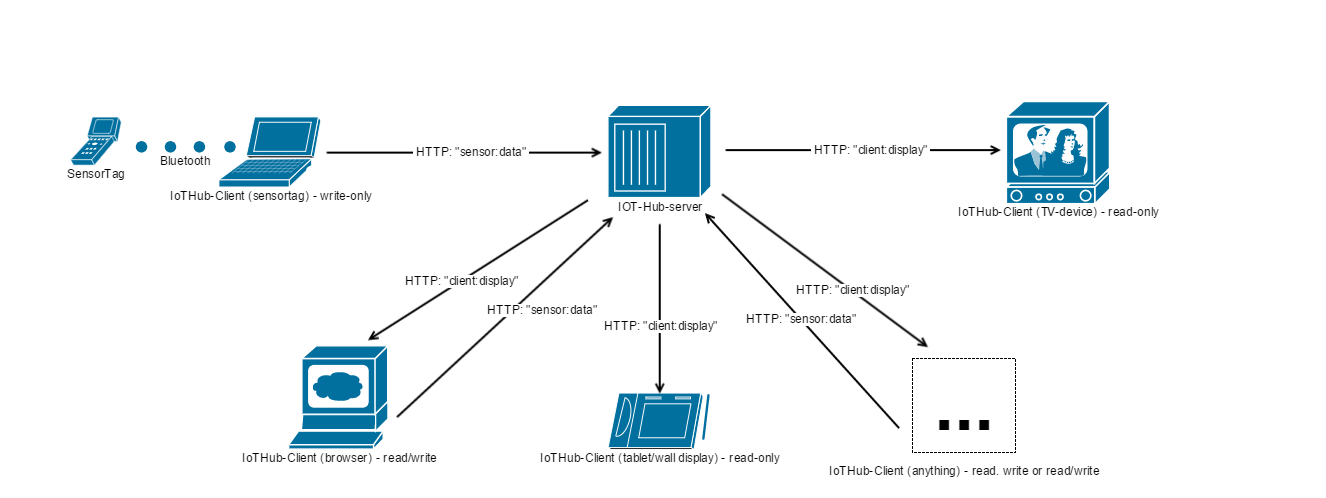 HTTP: "sensor:data"
HTTP: "client:display"
Bluetooth
SensorTag
IoTHub-Client (sensortag) - write-only
IOT-Hub-server
IoTHub-Client (TV-device) - read-only
HTTP: "client:display"
HTTP: "client:display"
HTTP: "sensor:data"
HTTP: "sensor:data"
HTTP: "client:display"
IoTHub-Client (browser) - read/write
IoTHub-Client (tablet/wall display) - read-only
IoTHub-Client (anything) - read. write or read/write